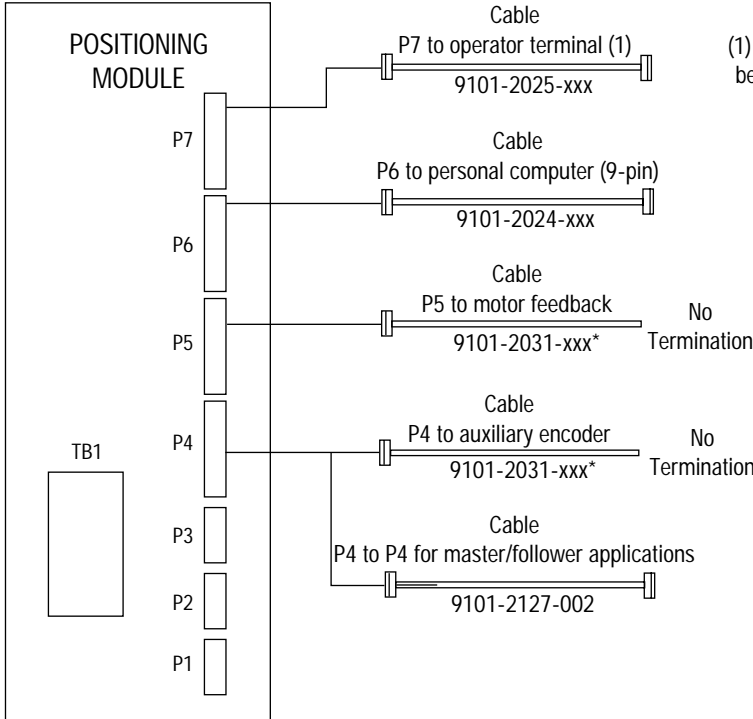 POSITIONING
MODULE
Cable
P7 to operator terminal (1)
9101-2025-xxx
(1)
be
P7
Cable
P6 to personal computer (9-pin)
9101-2024-xxx
P6
Cable
P5 to motor feedback
9101-2031-xxx*
No
Termination
P5
Cable
P4 to auxiliary encoder
9101-2031-xxx*
No
Termination
P4
TB1
Cable
P4 to P4 for master/follower applications
9101-2127-002
P3
P2
P1